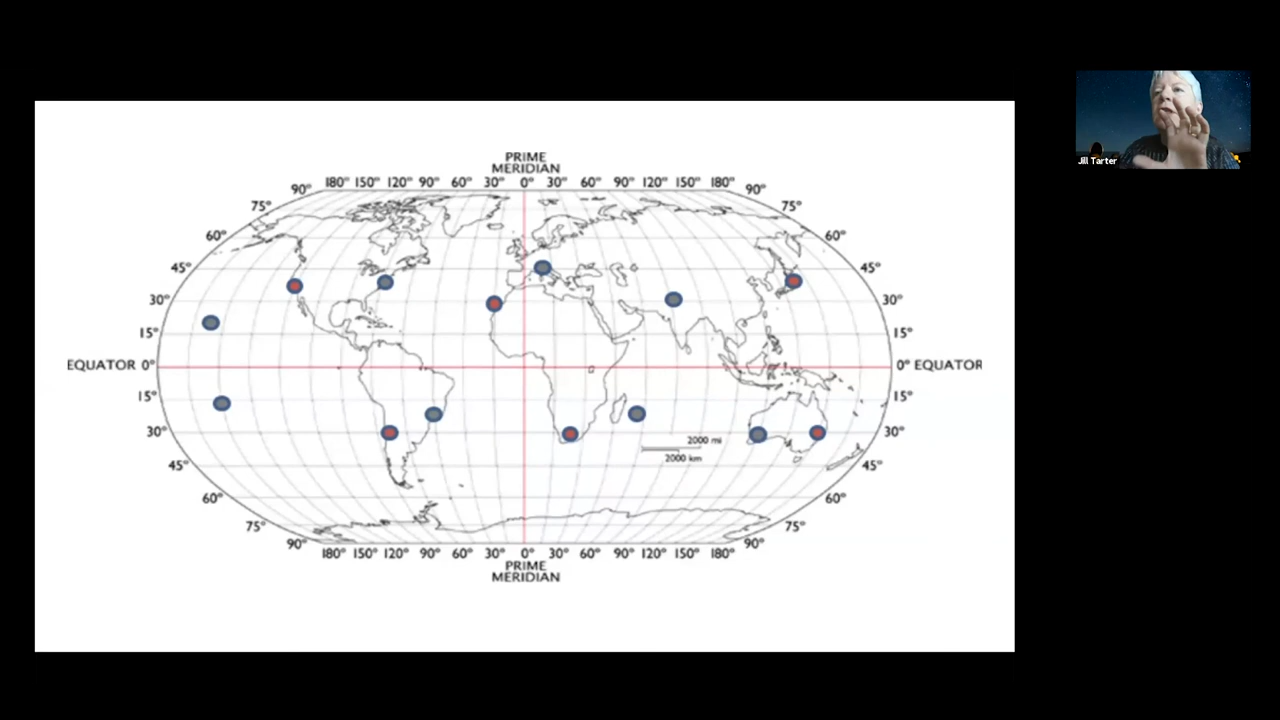 PRIME
MERIDIAN
90° 180° 150° 120° 90° 60° 30° 0° 30° 60° 90° 120° 150° 180° 90°
75° 75°
60° 60°
45° 45°
30° 30°
15° 15°
EQUATOR 0° 0° EQUATOR
15° 15°
30° 30°
2000 mi
2000 km
45° 45°
60° 60°
75° 75°
90° 180° 150° 120° 90° 60° 30° 0° 30° 60° 90° 120° 150° 180° 90°
PRIME
MERIDIAN
Jill Tarter